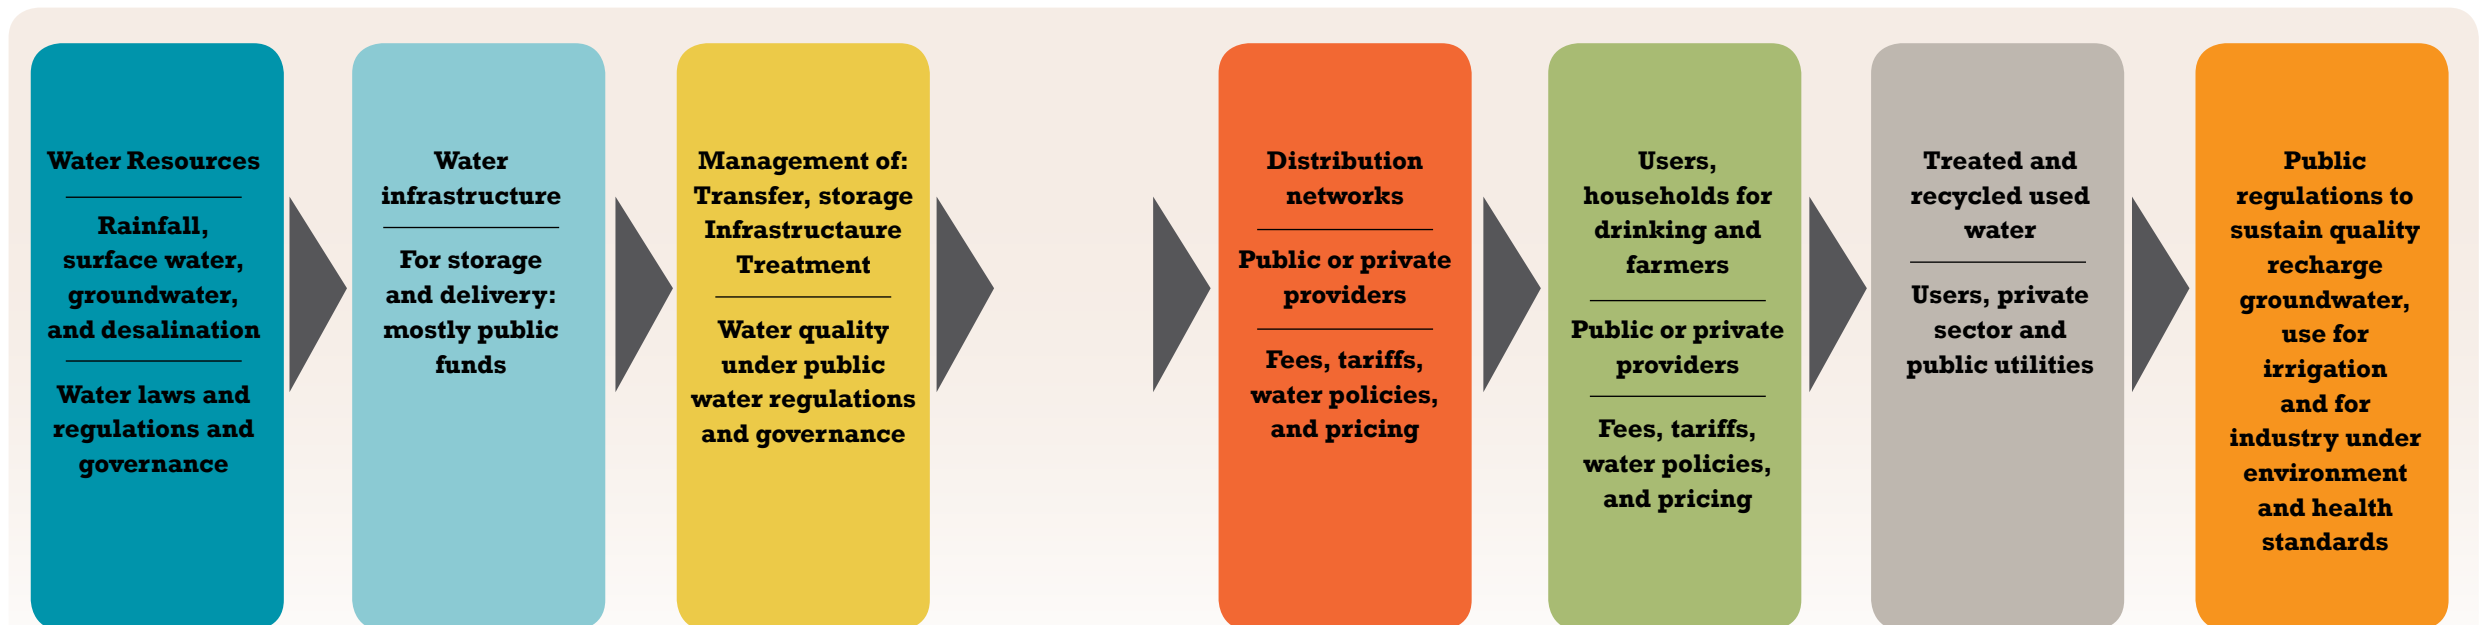 Water Resources
Rainfall,
surface water,
groundwater,
and desalination
Water laws and
regulations and
governance
Water
infrastructure
For storage
and delivery:
mostly public
funds
Management of:
Transfer, storage
Infrastructaure
Treatment
Water quality
under public
water regulations
and governance
Distribution
networks
Public or private
providers
Fees, tariffs,
water policies,
and pricing
Users,
households for
drinking and
farmers
Public or private
providers
Fees, tariffs,
water policies,
and pricing
Treated and
recycled used
water
Users, private
sector and
public utilities
Public
regulations to
sustain quality
recharge
groundwater,
use for
irrigation
and for
industry under
environment
and health
standards